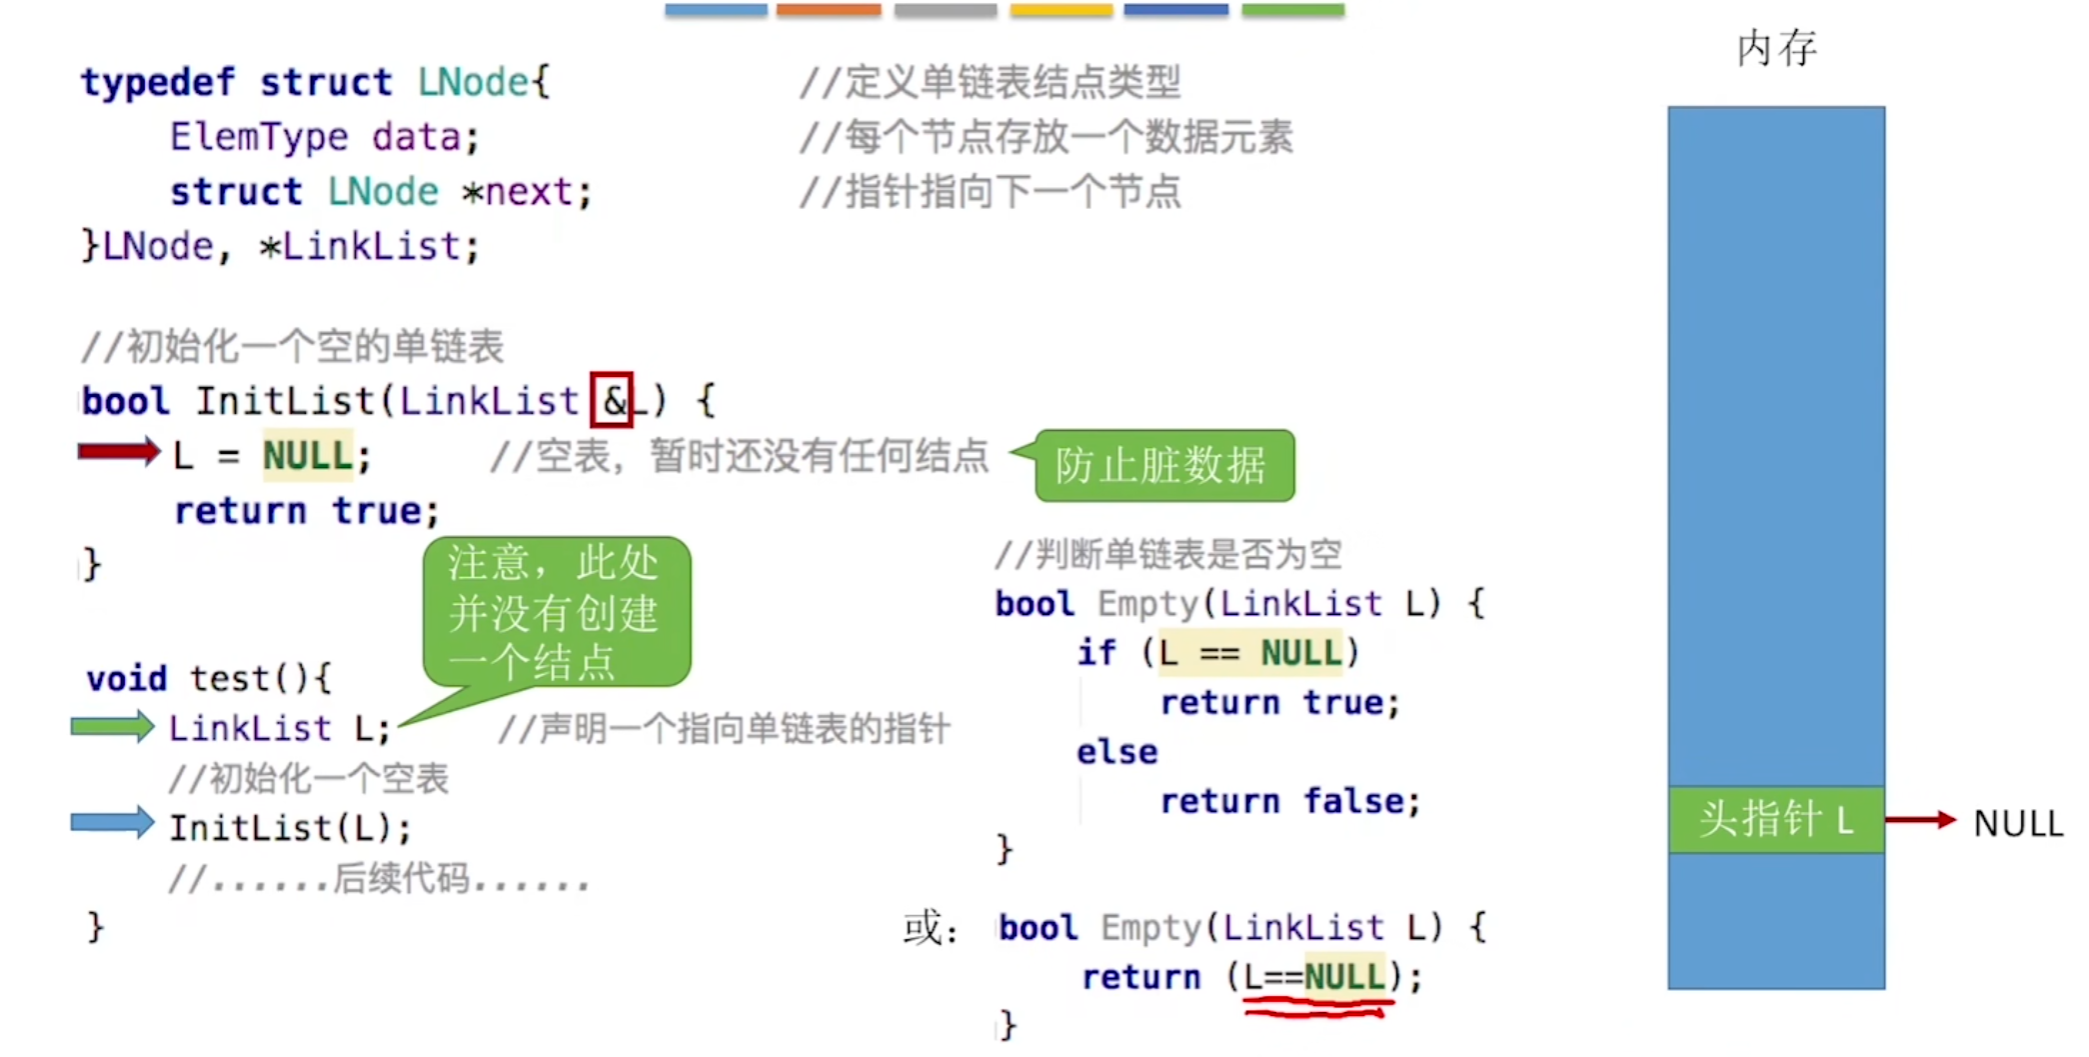 typedef struct LNode{ //定义单链表结点类型
ElemType data; //每个节点存放一个数据元素
struct LNode *next; //指针指向下一个节点
}LNode, *LinkList;
//初始化一个空的单链表
bool InitList(LinkList &L) {
L = NULL; //空表，暂时还没有任何结点
防止脏数据
return true;
}
注意，此处
并没有创建
一个结点
void test(){
LinkList L; //声明一个指向单链表的指针
//初始化一个空表
InitList(L);
//......后续代码......
}
//判断单链表是否为空
bool Empty(LinkList L) {
if (L == NULL)
return true;
else
return false;
}
或：
bool Empty(LinkList L) {
return (L==NULL);
}
内存
头指针 L
NULL